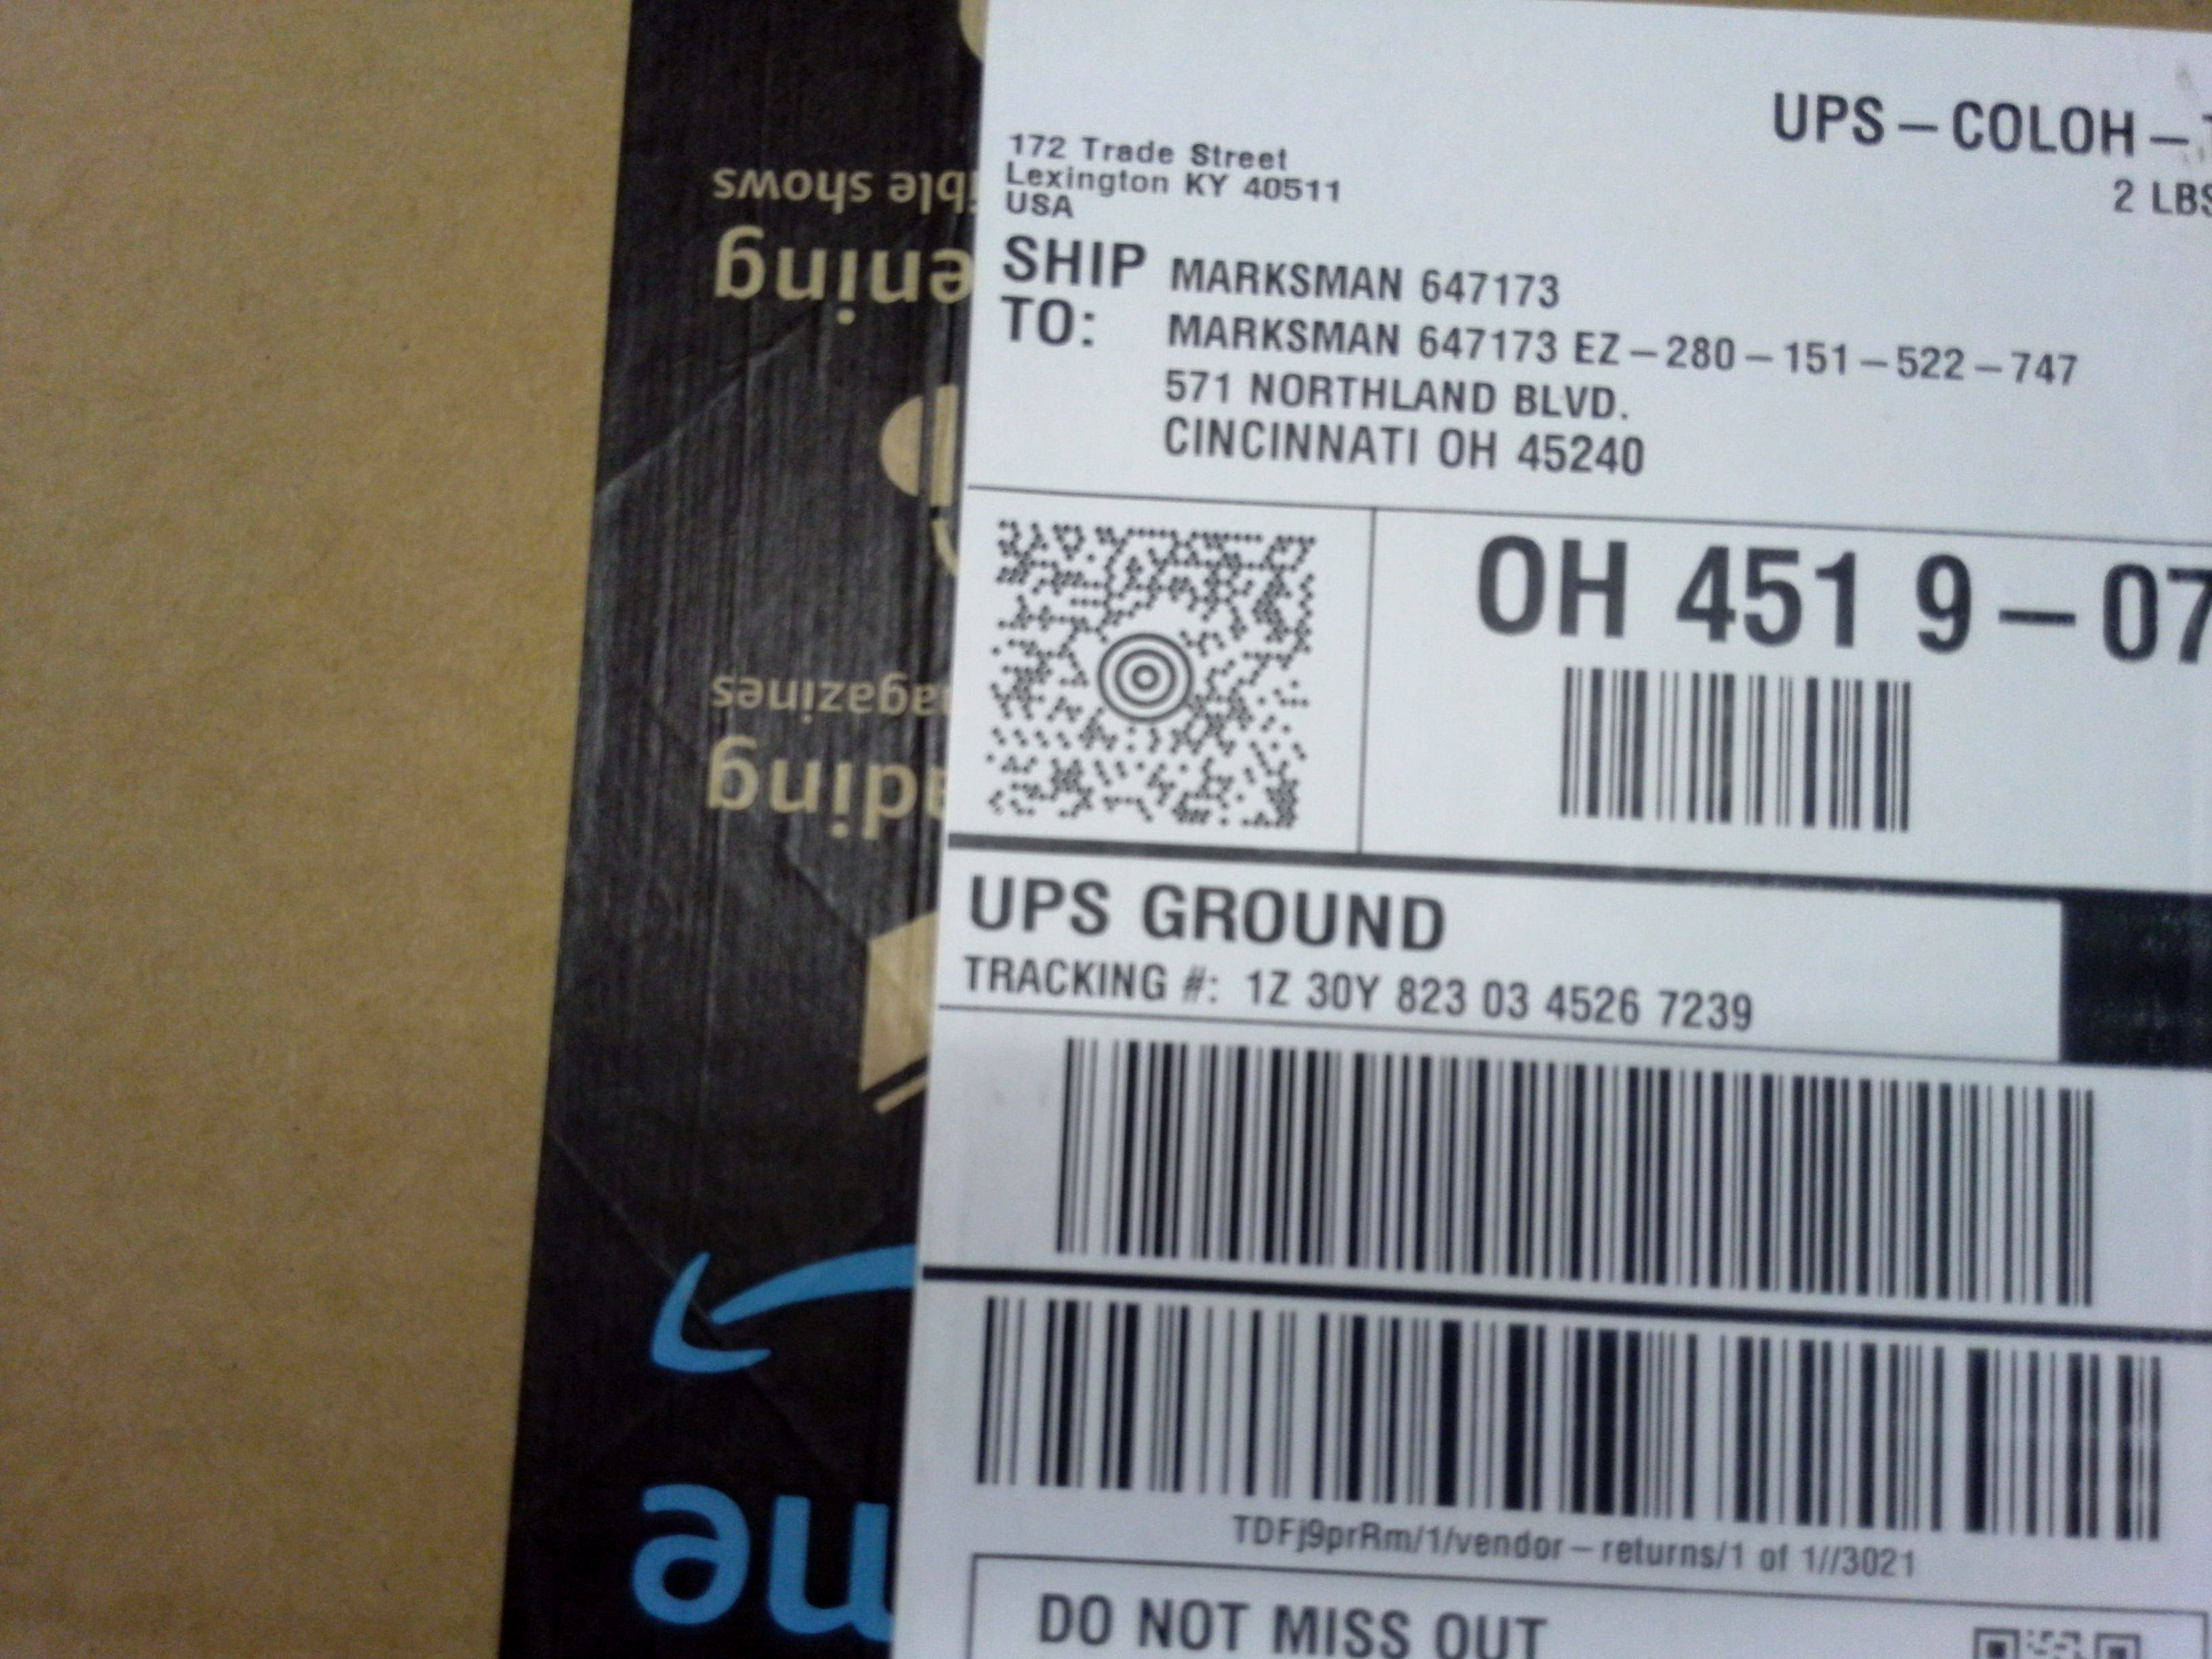 UPS – COLOH –
2 LBS
172 Trade Street
Lexington KY 40511
USA
SHIP TO:
MARKSMAN 647173
MARKSMAN 647173 EZ – 280 – 151 – 522 – 747
571 NORTHLAND BLVD.
CINCINNATI OH 45240
OH 451 9 – 07
UPS GROUND
TRACKING #: 1Z 30Y 823 03 4526 7239
TDFj9prRm/1/vendor – returns/1 of 1//3021
DO NOT MISS OUT
ible shows
ening
agazines
ading
me